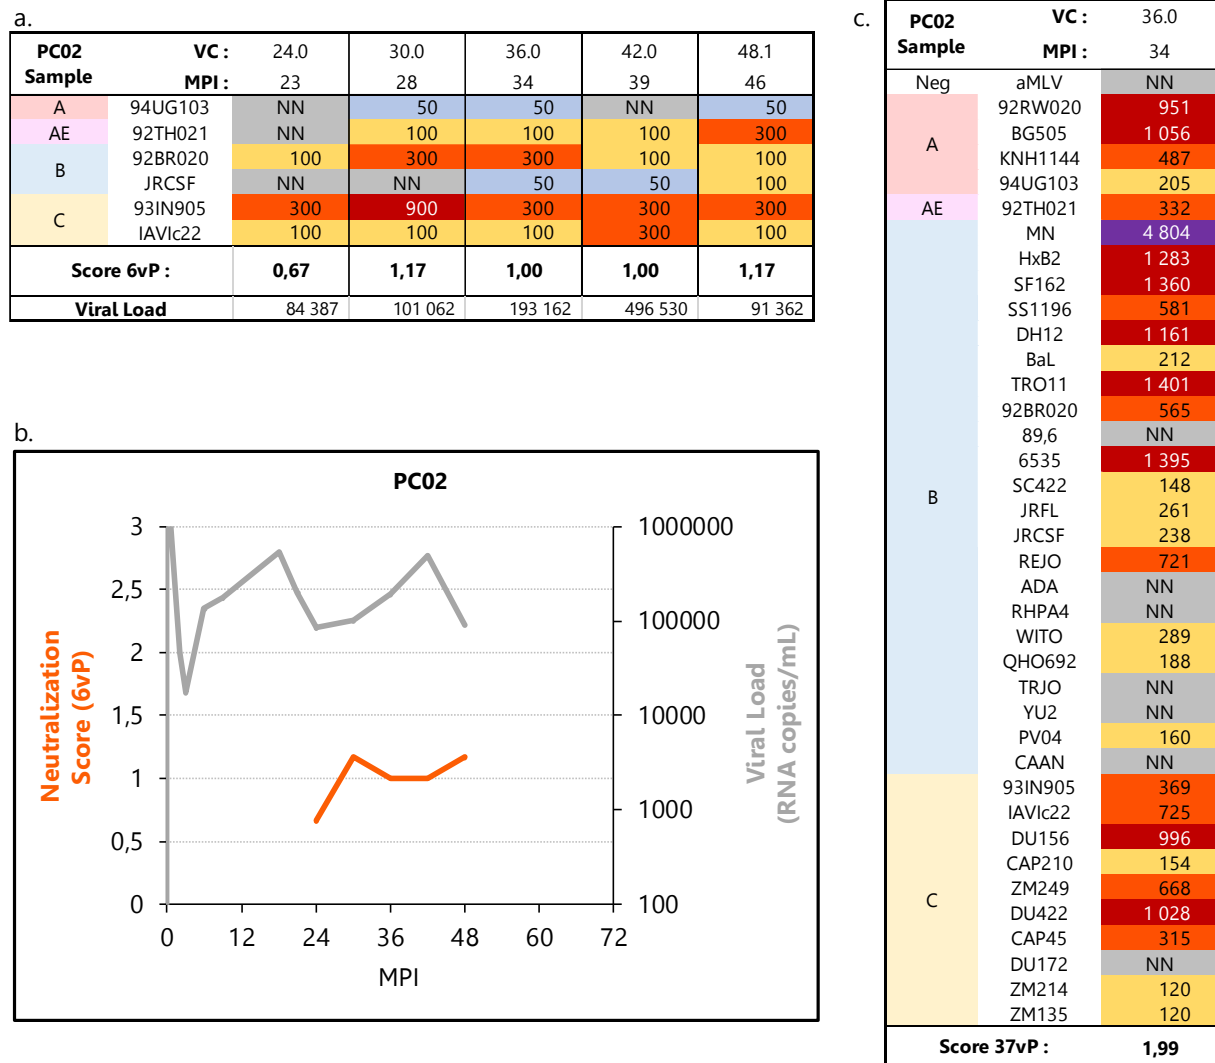 a.
PC02 Sample VC : 24.0 30.0 36.0 42.0 48.1
MPI : 23 28 34 39 46
A 94UG103 NN 50 50 NN 50
AE 92TH021 NN 100 100 100 300
B 92BR020 100 300 300 100 100
JRCSF NN NN 50 50 100
C 93IN905 300 900 300 300 300
IAVIc22 100 100 100 300 100
Score 6vP : 0,67 1,17 1,00 1,00 1,17
Viral Load 84 387 101 062 193 162 496 530 91 362
b.
PC02
Neutralization
Score (6vP)
3
2,5
2
1,5
1
0,5
0
1000000
100000
10000
1000
100
Viral Load
(RNA copies/mL)
0 12 24 36 48 60 72
MPI
c.
PC02 Sample VC : 36.0
MPI : 34
Neg aMLV NN
A 92RW020 951
BG505 1 056
KNH1144 487
94UG103 205
AE 92TH021 332
B MN 4 804
HxB2 1 283
SF162 1 360
SS1196 581
DH12 1 161
BaL 212
TRO11 1 401
92BR020 565
89,6 NN
6535 1 395
SC422 148
JRFL 261
JRCSF 238
REJO 721
ADA NN
RHPA4 NN
WITO 289
QHO692 188
TRJO NN
YU2 NN
PV04 160
CAAN NN
C 93IN905 369
IAVIc22 725
DU156 996
CAP210 154
ZM249 668
DU422 1 028
CAP45 315
DU172 NN
ZM214 120
ZM135 120
Score 37vP : 1,99